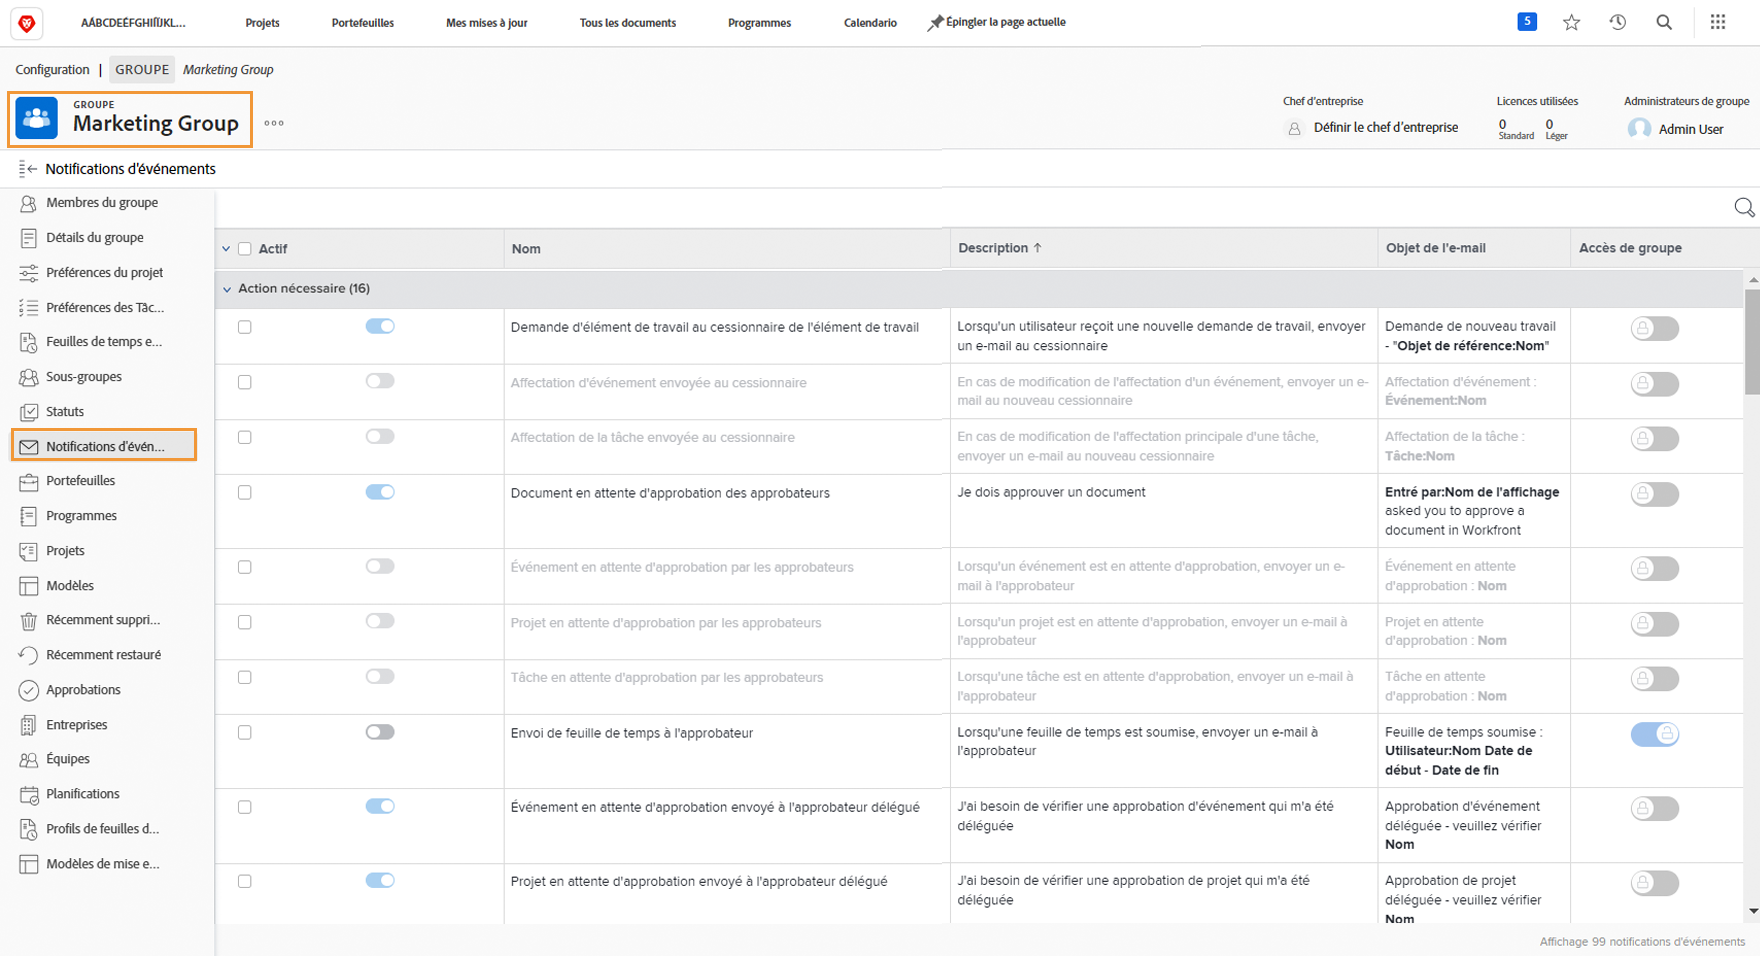 AÁBCDEÉFGHIÍÏJKL...
Projets
Portefeuilles
Mes mises à jour
Tous les documents
Programmes
Calendario
Épingler la page actuelle
5
Configuration | GROUPE Marketing Group
GROUPE
Marketing Group
Chef d'entreprise
Définir le chef d'entreprise
Licences utilisées
0 0
Standard Léger
Administrateurs de groupe
Admin User
Notifications d'événements
Membres du groupe
Détails du groupe
Préférences du projet
Préférences des Tâc...
Feuilles de temps e...
Sous-groupes
Statuts
Notifications d'évén...
Portefeuilles
Programmes
Projets
Modèles
Récemment suppri...
Récemment restauré
Approbations
Entreprises
Équipes
Planifications
Profils de feuilles d...
Modèles de mise e...
Actif Nom Description ↑ Objet de l'e-mail Accès de groupe
Action nécessaire (16)
Demande d'élément de travail au cessionnaire de l'élément de travail
Lorsqu'un utilisateur reçoit une nouvelle demande de travail, envoyer
un e-mail au cessionnaire
Demande de nouveau travail
- "Objet de référence:Nom"
Affectation d'événement envoyée au cessionnaire
En cas de modification de l'affectation d'un événement, envoyer un e-
mail au nouveau cessionnaire
Affectation d'événement :
Événement:Nom
Affectation de la tâche envoyée au cessionnaire
En cas de modification de l'affectation principale d'une tâche,
envoyer un e-mail au nouveau cessionnaire
Affectation de la tâche :
Tâche:Nom
Document en attente d'approbation des approbateurs
Je dois approuver un document
Entré par:Nom de l'affichage
asked you to approve a
document in Workfront
Événement en attente d'approbation par les approbateurs
Lorsqu'un événement est en attente d'approbation, envoyer un e-
mail à l'approbateur
Événement en attente
d'approbation : Nom
Projet en attente d'approbation par les approbateurs
Lorsqu'un projet est en attente d'approbation, envoyer un e-mail à
l'approbateur
Projet en attente
d'approbation : Nom
Tâche en attente d'approbation par les approbateurs
Lorsqu'une tâche est en attente d'approbation, envoyer un e-mail à
l'approbateur
Tâche en attente
d'approbation : Nom
Envoi de feuille de temps à l'approbateur
Lorsqu'une feuille de temps est soumise, envoyer un e-mail à
l'approbateur
Feuille de temps soumise :
Utilisateur:Nom Date de
début - Date de fin
Événement en attente d'approbation envoyé à l'approbateur délégué
J'ai besoin de vérifier une approbation d'événement qui m'a été
déléguée
Approbation d'événement
déléguée - veuillez vérifier
Nom
Projet en attente d'approbation envoyé à l'approbateur délégué
J'ai besoin de vérifier une approbation de projet qui m'a été
déléguée
Approbation de projet
déléguée - veuillez vérifier
Nom
Affichage 99 notifications d'événements